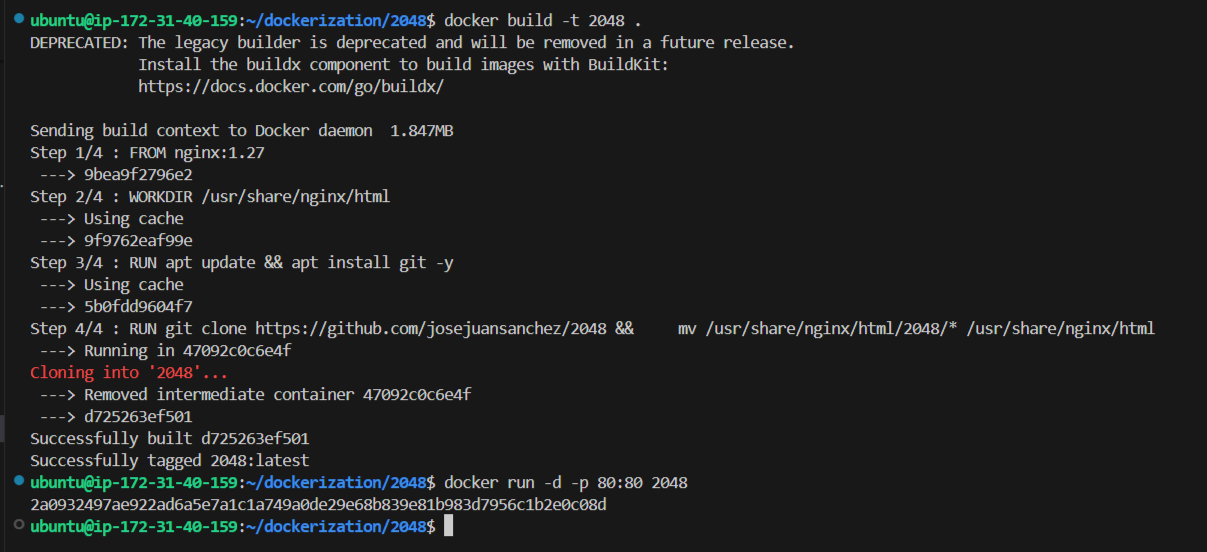 ubuntu@ip-172-31-40-159:~/dockerization/2048$ docker build -t 2048 .
DEPRECATED: The legacy builder is deprecated and will be removed in a future release.
            Install the buildx component to build images with BuildKit:
            https://docs.docker.com/go/buildx/

Sending build context to Docker daemon  1.847MB
Step 1/4 : FROM nginx:1.27
 ---> 9bea9f2796e2
Step 2/4 : WORKDIR /usr/share/nginx/html
 ---> Using cache
 ---> 9f9762eaf99e
Step 3/4 : RUN apt update && apt install git -y
 ---> Using cache
 ---> 5b0fdd9604f7
Step 4/4 : RUN git clone https://github.com/josejuansanchez/2048 &&     mv /usr/share/nginx/html/2048/* /usr/share/nginx/html
 ---> Running in 47092c0c6e4f
Cloning into '2048'...
 ---> Removed intermediate container 47092c0c6e4f
 ---> d725263ef501
Successfully built d725263ef501
Successfully tagged 2048:latest
ubuntu@ip-172-31-40-159:~/dockerization/2048$ docker run -d -p 80:80 2048
2a0932497ae922ad6a5e7a1c1a749a0de29e68b839e81b983d7956c1b2e0c08d
ubuntu@ip-172-31-40-159:~/dockerization/2048$